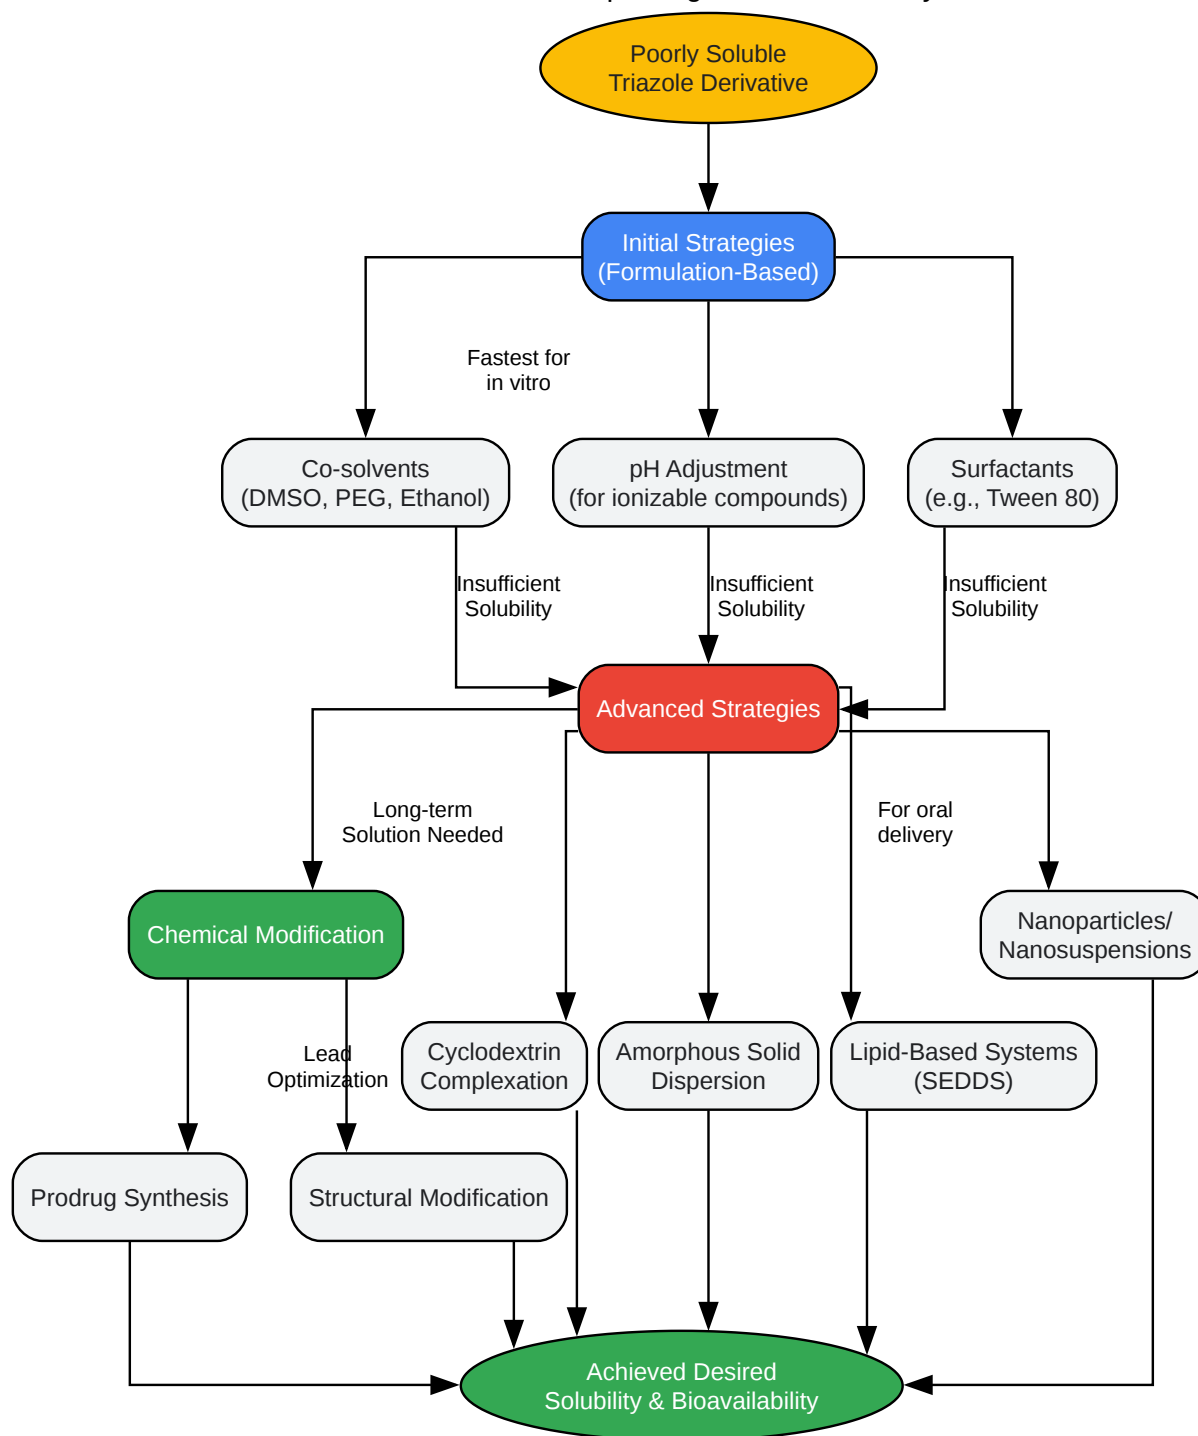 Poorly Soluble
Triazole Derivative
Initial Strategies
(Formulation-Based)
Fastest for
in vitro
Co-solvents
(DMSO, PEG, Ethanol)
pH Adjustment
(for ionizable compounds)
Surfactants
(e.g., Tween 80)
Insufficient
Solubility
Insufficient
Solubility
Insufficient
Solubility
Advanced Strategies
Long-term
Solution Needed
For oral
delivery
Chemical Modification
Nanoparticles/
Nanosuspensions
Lead
Optimization
Cyclodextrin
Complexation
Amorphous Solid
Dispersion
Lipid-Based Systems
(SEDDS)
Prodrug Synthesis
Structural Modification
Achieved Desired
Solubility & Bioavailability